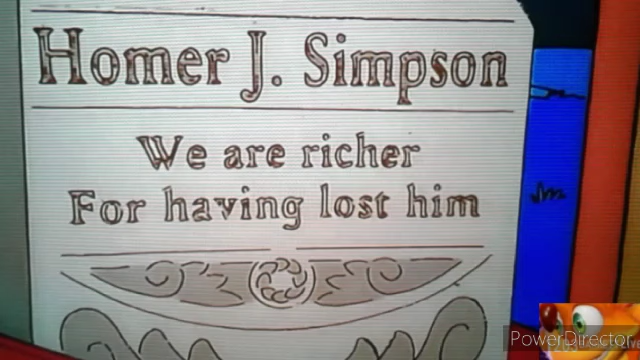 Homer J. Simpson
We are richer
For having lost him
PowerDirector